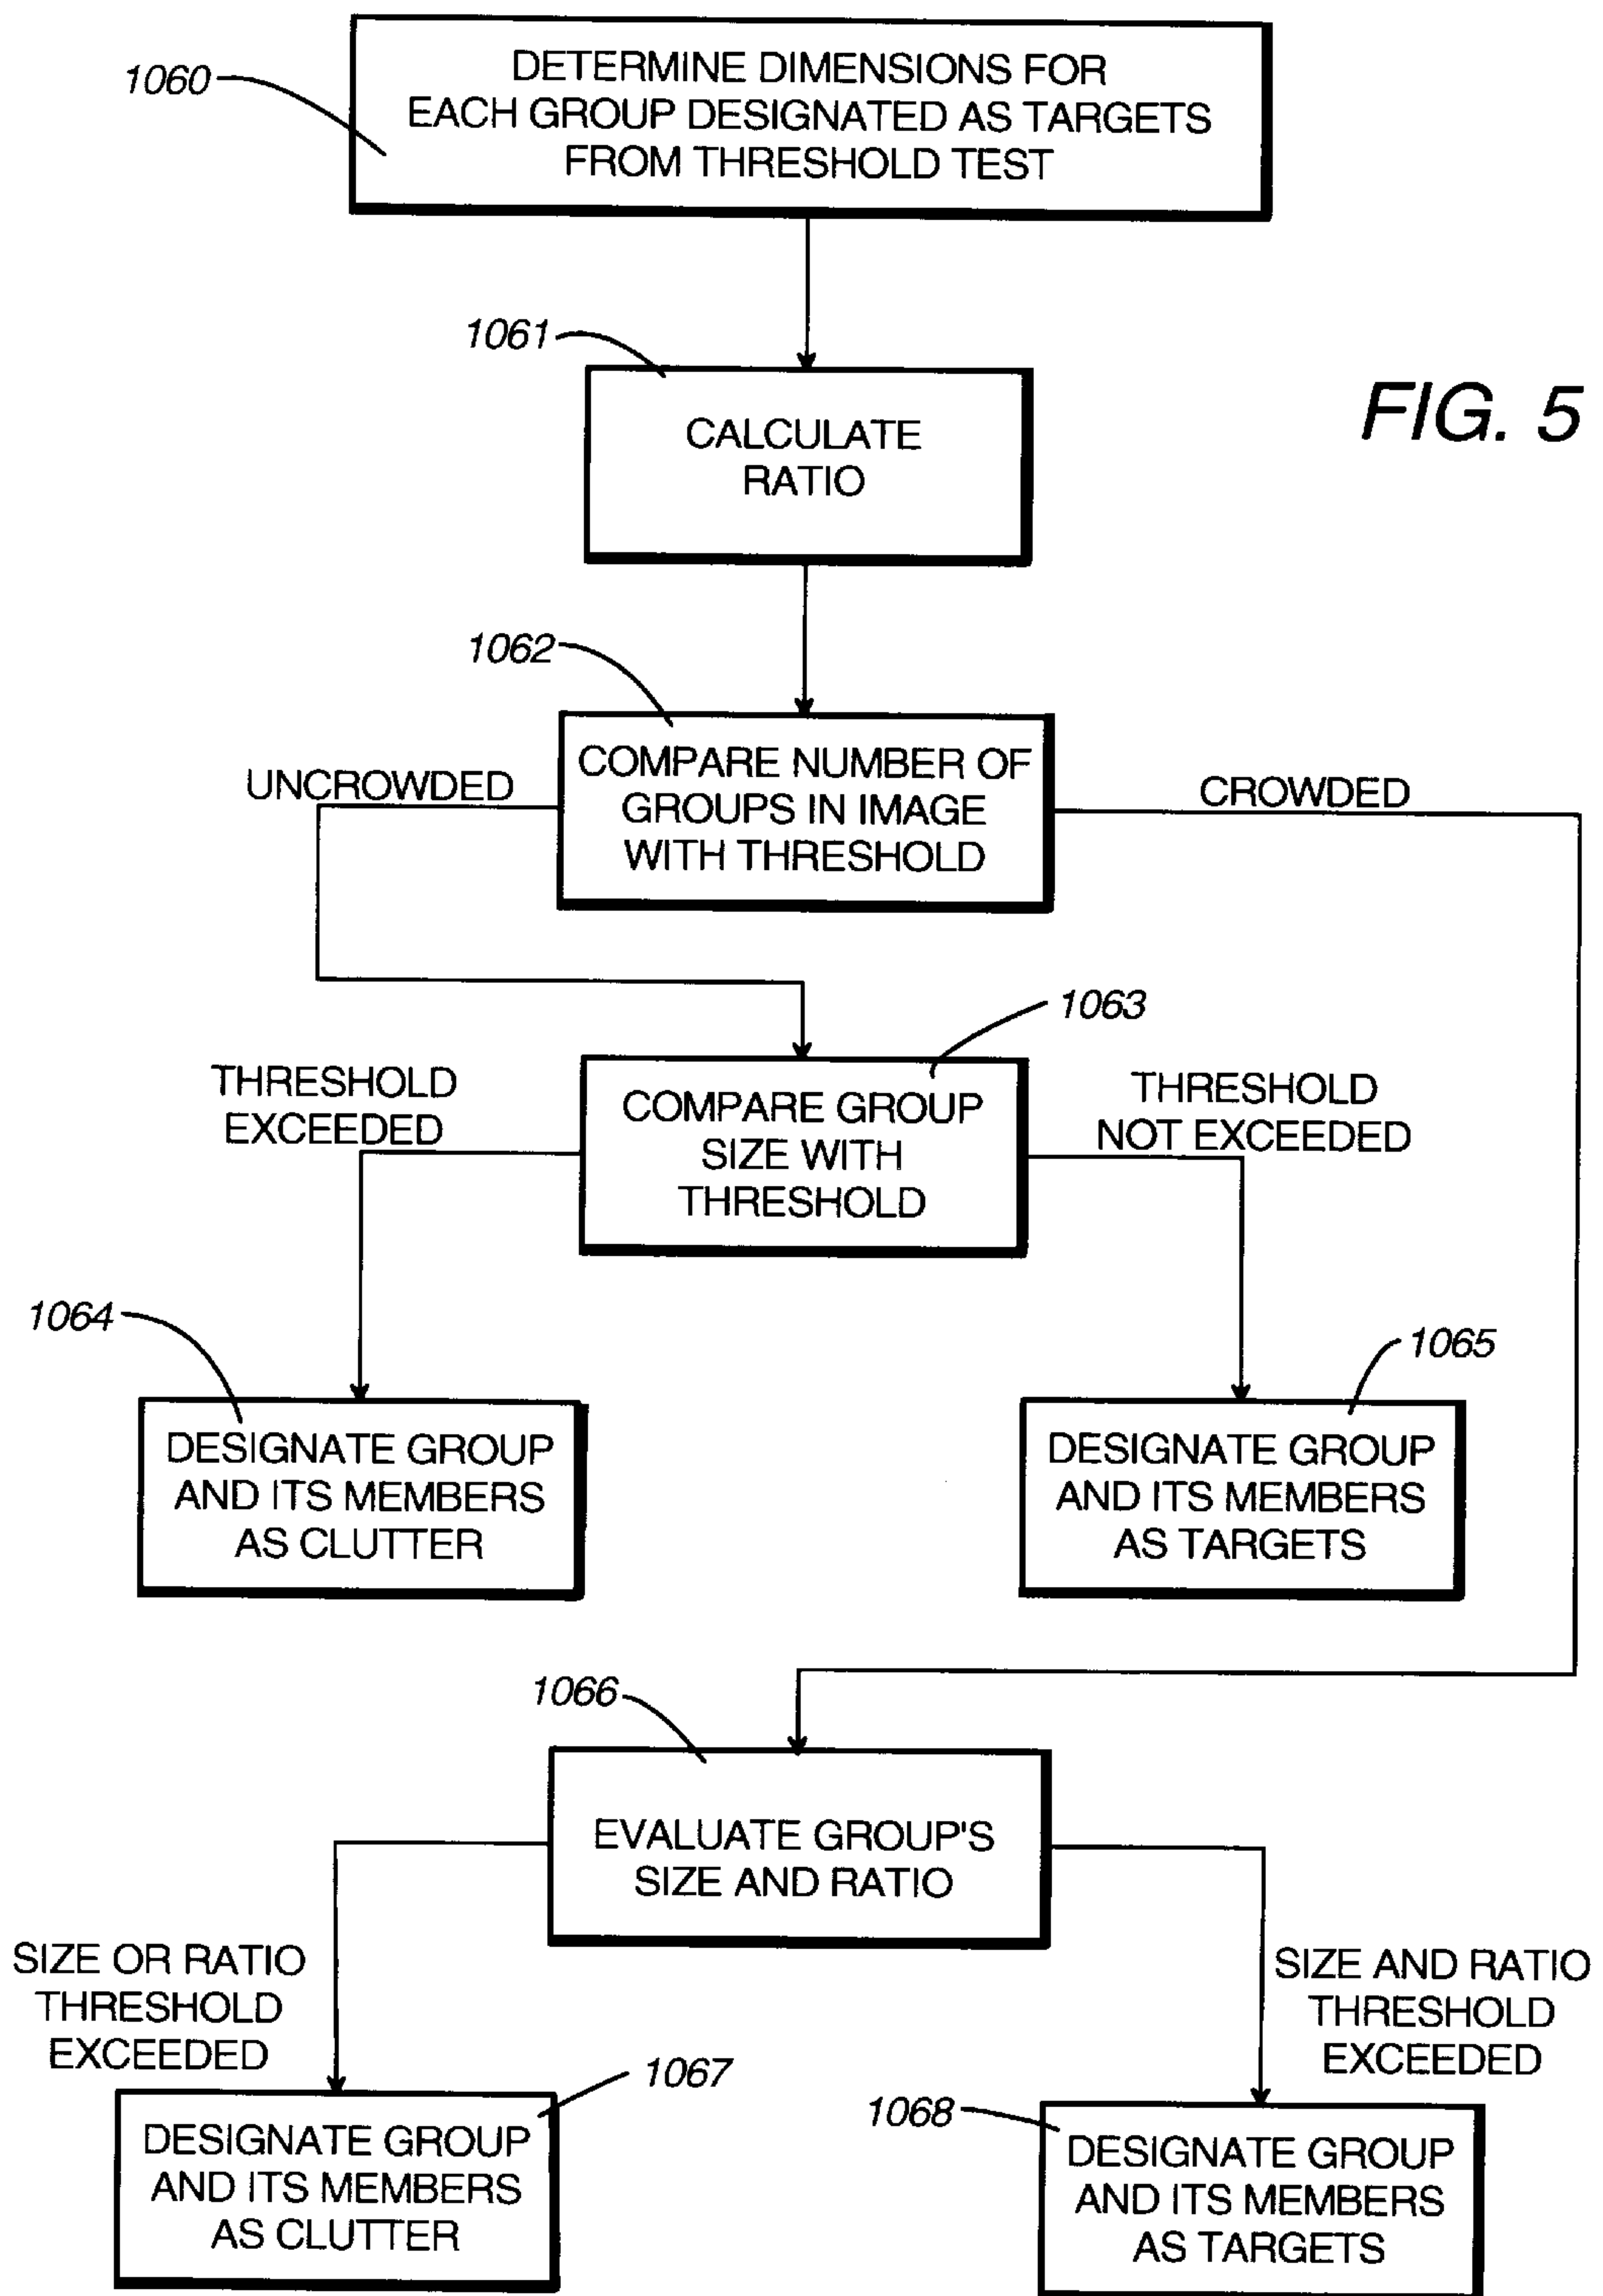 1060
DETERMINE DIMENSIONS FOR
EACH GROUP DESIGNATED AS TARGETS
FROM THRESHOLD TEST
1061
CALCULATE
RATIO
FIG. 5
1062
COMPARE NUMBER OF
GROUPS IN IMAGE
WITH THRESHOLD
UNCROWDED
CROWDED
1063
COMPARE GROUP
SIZE WITH
THRESHOLD
THRESHOLD
EXCEEDED
THRESHOLD
NOT EXCEEDED
1064
DESIGNATE GROUP
AND ITS MEMBERS
AS CLUTTER
1065
DESIGNATE GROUP
AND ITS MEMBERS
AS TARGETS
1066
EVALUATE GROUP'S
SIZE AND RATIO
SIZE OR RATIO
THRESHOLD
EXCEEDED
SIZE AND RATIO
THRESHOLD
EXCEEDED
1067
DESIGNATE GROUP
AND ITS MEMBERS
AS CLUTTER
1068
DESIGNATE GROUP
AND ITS MEMBERS
AS TARGETS